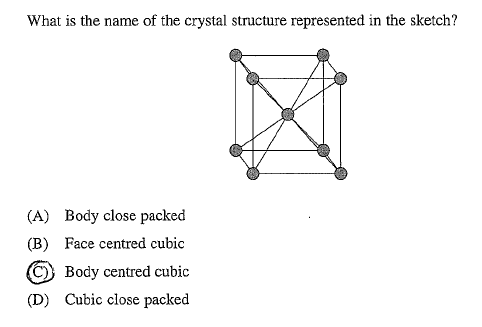 What is the name of the crystal structure represented in the sketch?
(A) Body close packed
(B) Face centred cubic
(C) Body centred cubic
(D) Cubic close packed